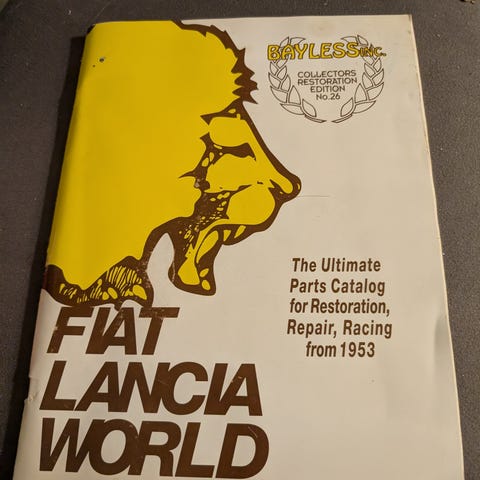 BAYLESS INC.
COLLECTORS
RESTORATION
EDITION
No.26
The Ultimate
Parts Catalog
for Restoration,
Repair, Racing
from 1953
FIAT
LANCIA
WORLD